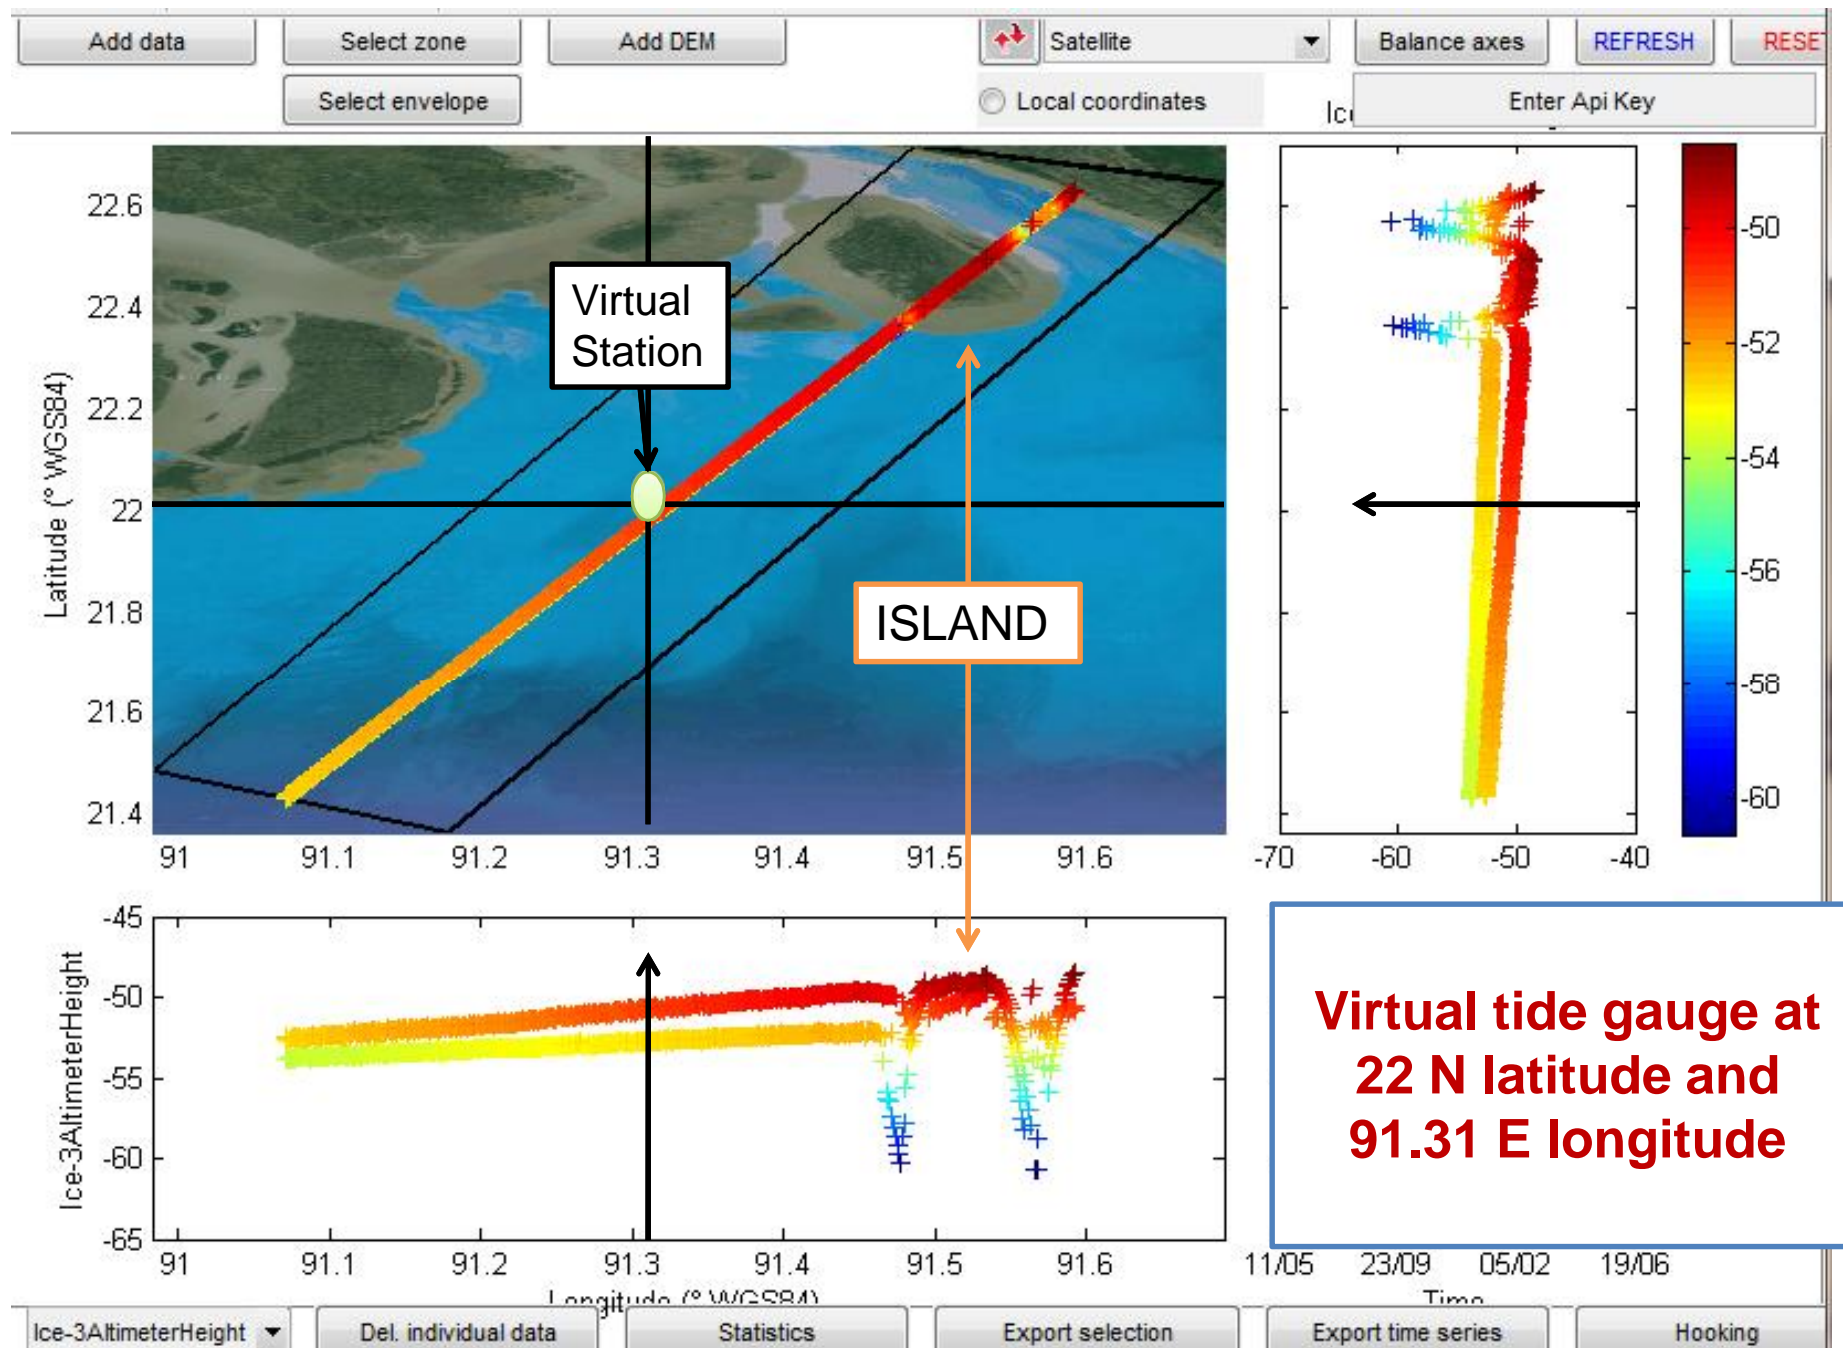 Add data Select zone Add DEM Satellite Balance axes REFRESH RESET
Select envelope Local coordinates Enter Api Key
22.6
22.4
22.2
22
21.8
21.6
21.4
Latitude (° WGS84)
Virtual
Station
ISLAND
91 91.1 91.2 91.3 91.4 91.5 91.6
-70 -60 -50 -40
-50
-52
-54
-56
-58
-60
-45
-50
-55
-60
-65
Ice-3AltimeterHeight
91 91.1 91.2 91.3 91.4 91.5 91.6
Longitude (° WGS84)
Virtual tide gauge at
22 N latitude and
91.31 E longitude
11/05 23/09 05/02 19/06
Time
Ice-3AltimeterHeight Del. individual data Statistics Export selection Export time series Hooking